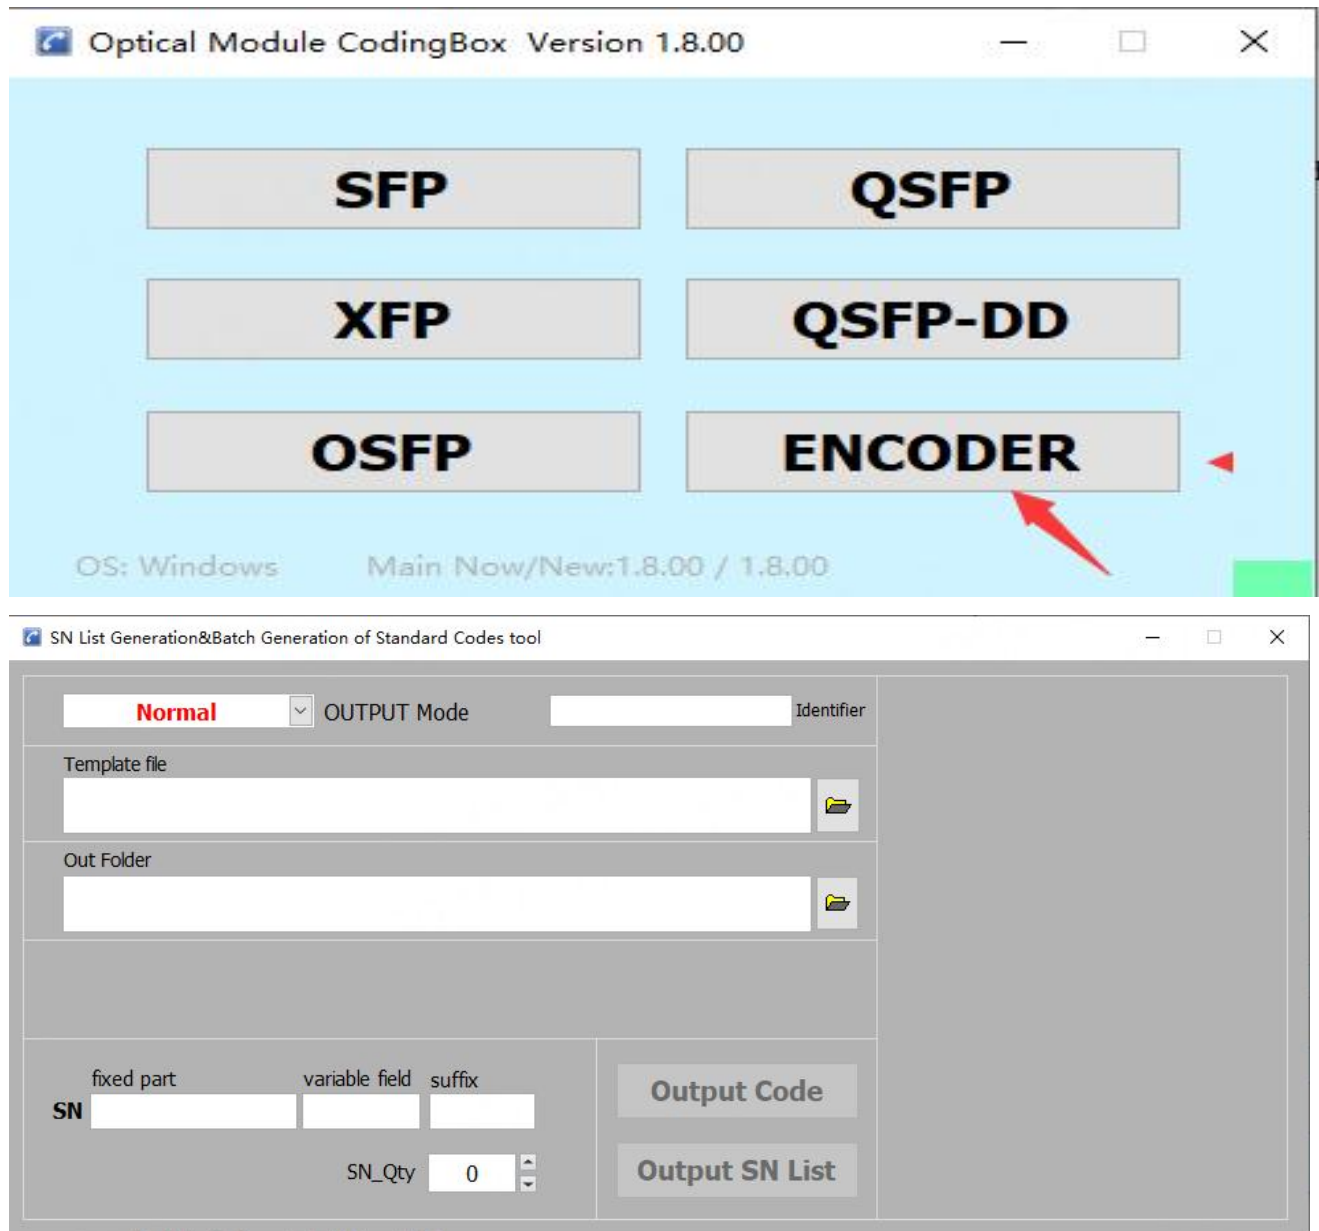 Optical Module CodingBox Version 1.8.00
SFP
QSFP
XFP
QSFP-DD
OSFP
ENCODER
OS: Windows Main Now/New:1.8.00 / 1.8.00
SN List Generation&Batch Generation of Standard Codes tool
Normal OUTPUT Mode Identifier
Template file
Out Folder
fixed part variable field suffix
SN
SN_Qty 0
Output Code
Output SN List